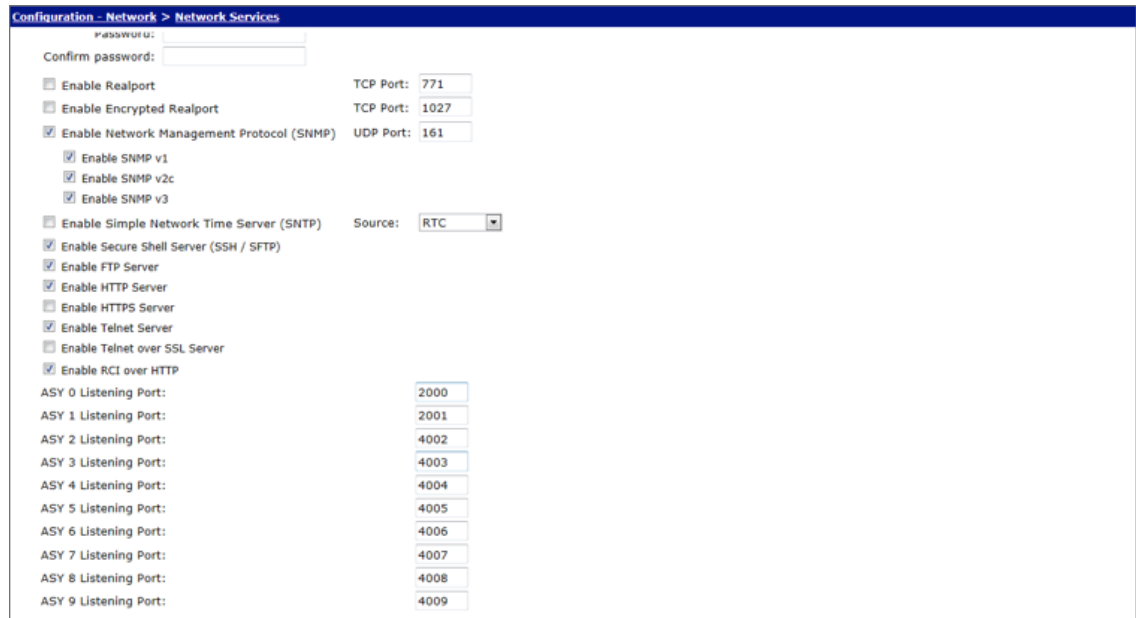 Configuration - Network > Network Services
Password:
Confirm password:
Enable Realport TCP Port: 771
Enable Encrypted Realport TCP Port: 1027
Enable Network Management Protocol (SNMP) UDP Port: 161
Enable SNMP v1
Enable SNMP v2c
Enable SNMP v3
Enable Simple Network Time Server (SNTP) Source: RTC
Enable Secure Shell Server (SSH / SFTP)
Enable FTP Server
Enable HTTP Server
Enable HTTPS Server
Enable Telnet Server
Enable Telnet over SSL Server
Enable RCI over HTTP
ASY 0 Listening Port: 2000
ASY 1 Listening Port: 2001
ASY 2 Listening Port: 4002
ASY 3 Listening Port: 4003
ASY 4 Listening Port: 4004
ASY 5 Listening Port: 4005
ASY 6 Listening Port: 4006
ASY 7 Listening Port: 4007
ASY 8 Listening Port: 4008
ASY 9 Listening Port: 4009